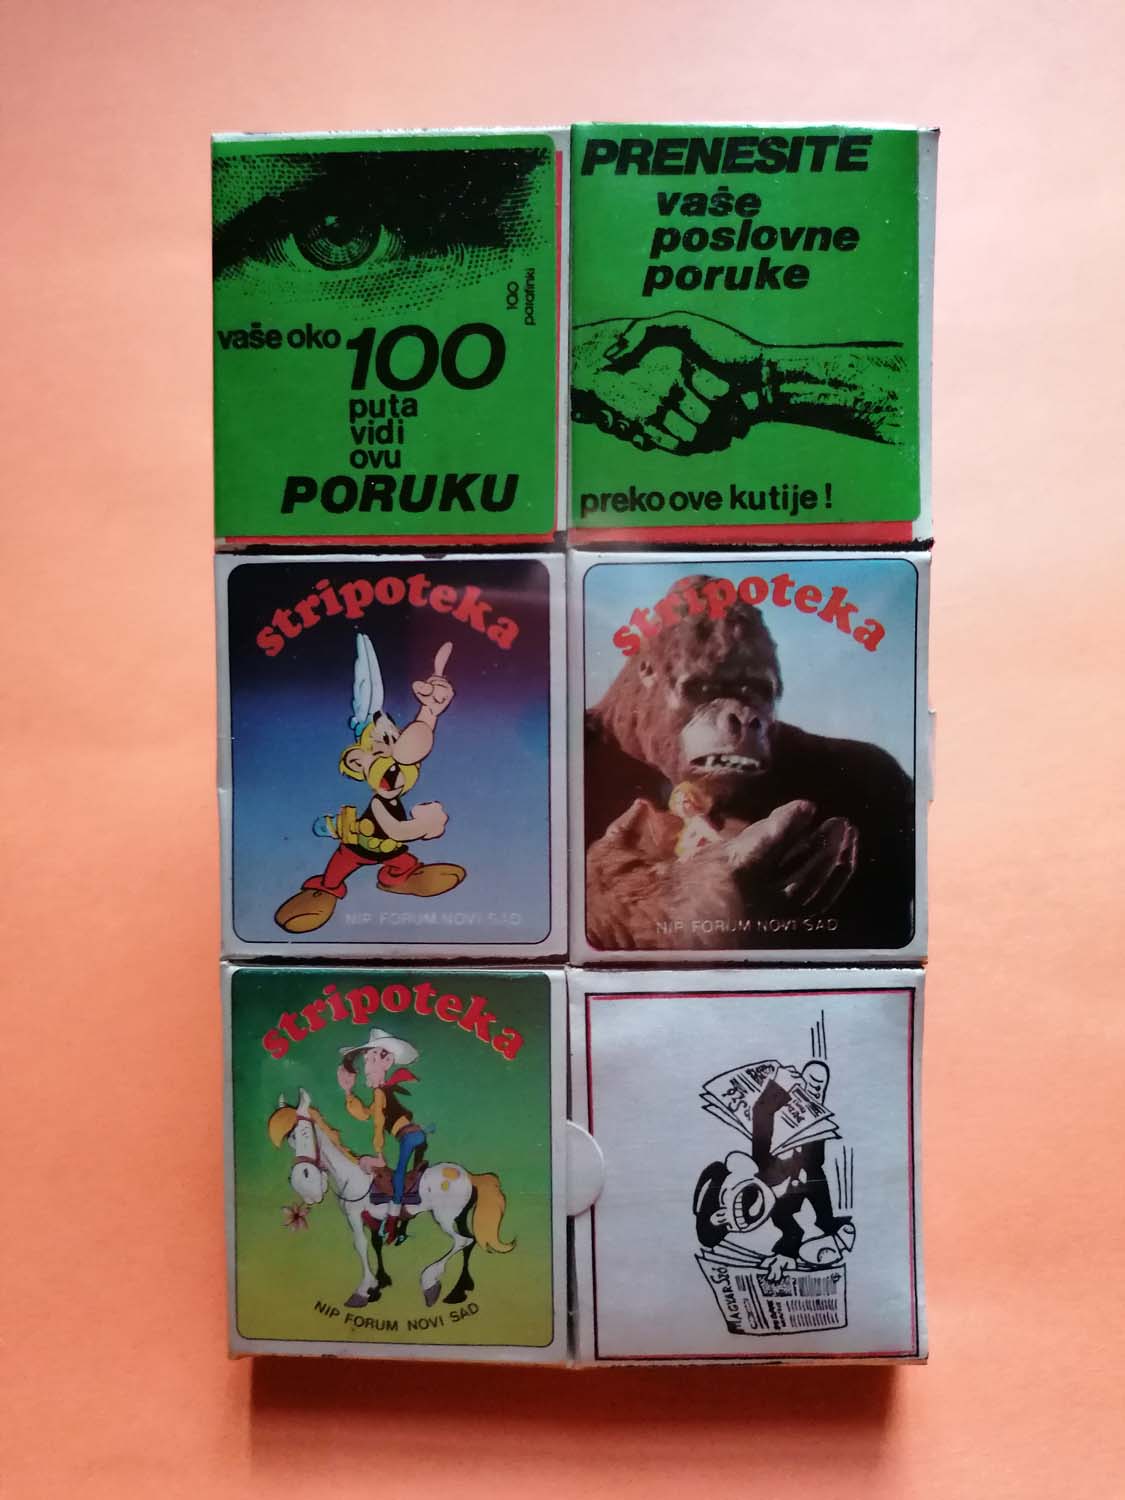 vaše oko 100
puta
vidi
ovu
PORUKU
100
parafinki
PRENESITE
vaše
poslovne
poruke
preko ove kutije!
stripoteka
NIP FORUM NOVI SAD
stripoteka
NIP FORUM NOVI SAD
stripoteka
NIP FORUM NOVI SAD
MAGYAR SZÓ